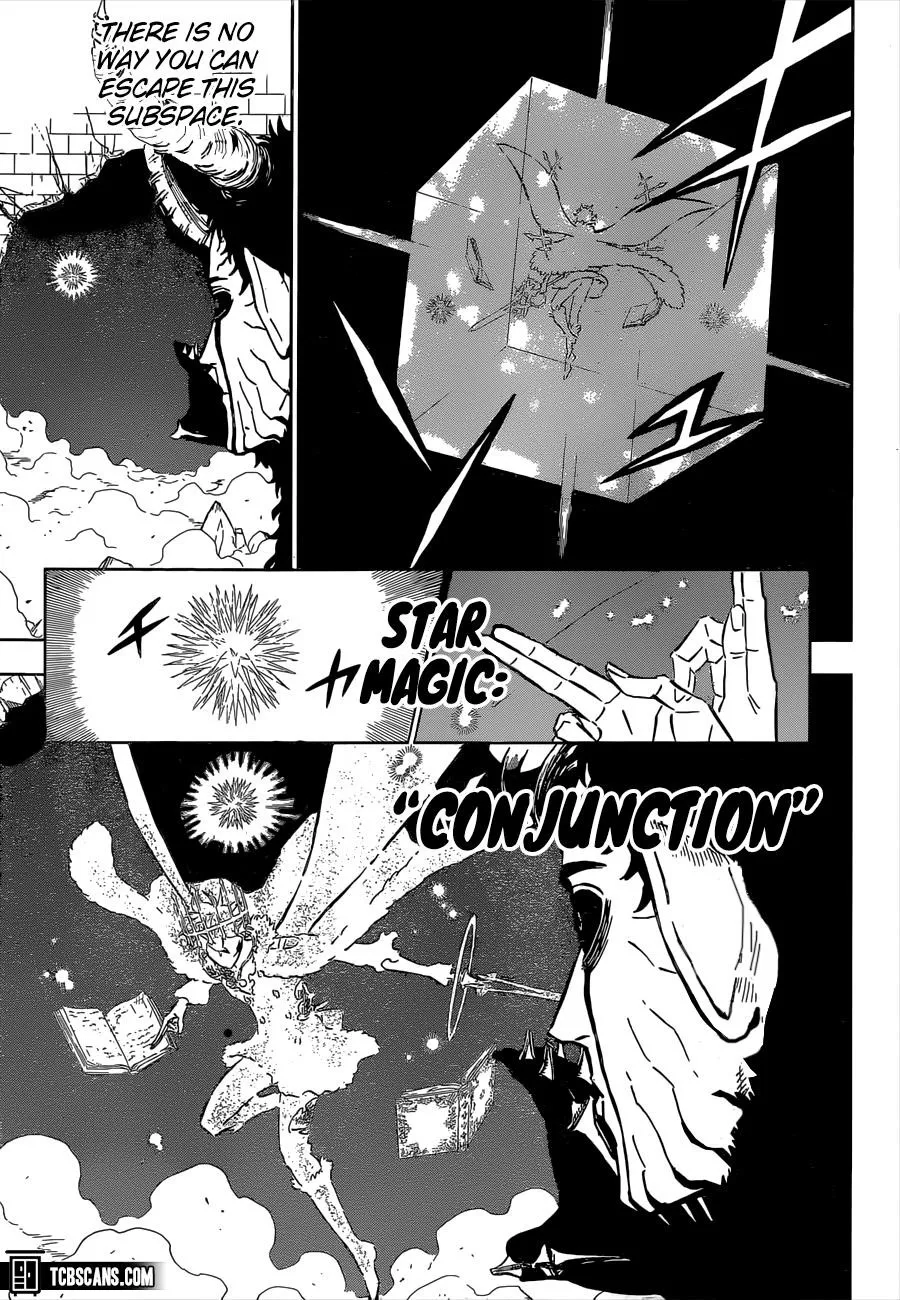 THERE IS NO
WAY YOU CAN
ESCAPE THIS
SUBSPACE.
STAR
MAGIC:
"CONJUNCTION"
TCBSCANS.COM